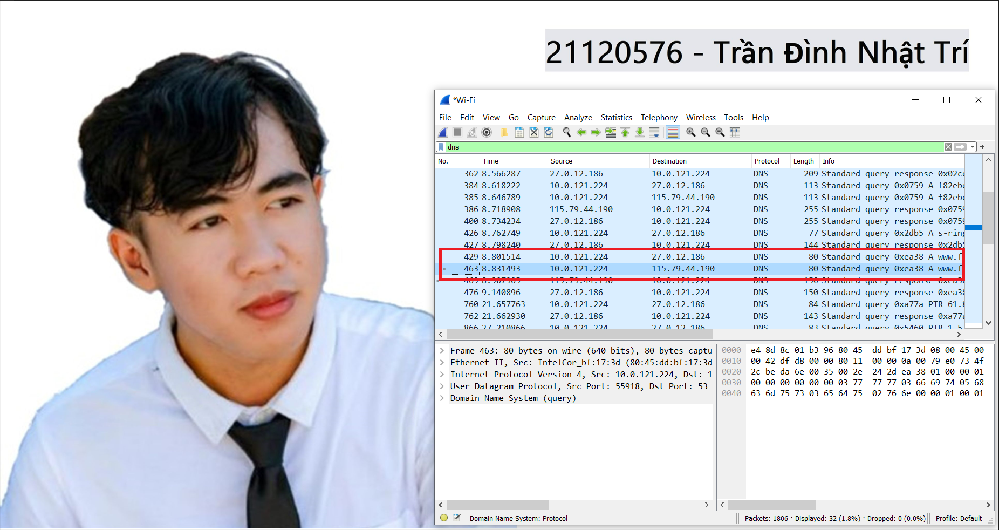 21120576 - Trần Đình Nhật Trí
*Wi-Fi
File Edit View Go Capture Analyze Statistics Telephony Wireless Tools Help
dns
No. Time Source Destination Protocol Length Info
362 8.566287 27.0.12.186 10.0.121.224 DNS 209 Standard query response 0x02ce
384 8.618222 10.0.121.224 27.0.12.186 DNS 113 Standard query 0x0759 A f82ebe
385 8.646789 10.0.121.224 115.79.44.190 DNS 113 Standard query 0x0759 A f82ebe
386 8.718908 115.79.44.190 10.0.121.224 DNS 255 Standard query response 0x0759
400 8.734234 27.0.12.186 10.0.121.224 DNS 255 Standard query response 0x0759
426 8.762749 10.0.121.224 27.0.12.186 DNS 77 Standard query 0x2db5 A s-ring
427 8.798240 27.0.12.186 10.0.121.224 DNS 144 Standard query response 0x2db5
429 8.801514 10.0.121.224 27.0.12.186 DNS 80 Standard query 0xea38 A www.f
463 8.831493 10.0.121.224 115.79.44.190 DNS 80 Standard query 0xea38 A www.f
469 8.907905 115.79.44.190 10.0.121.224 DNS 150 Standard query response 0xea38
476 9.140896 27.0.12.186 10.0.121.224 DNS 150 Standard query response 0xea38
760 21.657763 10.0.121.224 27.0.12.186 DNS 84 Standard query 0xa77a PTR 61.8
762 21.662930 27.0.12.186 10.0.121.224 DNS 143 Standard query response 0xa77a
866 27.210866 10.0.121.224 27.0.12.186 DNS 83 Standard query 0x5460 PTR 1.5
Frame 463: 80 bytes on wire (640 bits), 80 bytes captu
Ethernet II, Src: IntelCor_bf:17:3d (80:45:dd:bf:17:3d
Internet Protocol Version 4, Src: 10.0.121.224, Dst: 1
User Datagram Protocol, Src Port: 55918, Dst Port: 53
Domain Name System (query)
0000 e4 8d 8c 01 b3 96 80 45 dd bf 17 3d 08 00 45 00
0010 00 42 df d8 00 00 80 11 00 00 0a 00 79 e0 73 4f
0020 2c be da 6e 00 35 00 2e 24 2d ea 38 01 00 00 01
0030 00 00 00 00 00 00 03 77 77 77 03 66 69 74 05 68
0040 63 6d 75 73 03 65 64 75 02 76 6e 00 00 01 00 01
Domain Name System: Protocol
Packets: 1806 · Displayed: 32 (1.8%) · Dropped: 0 (0.0%)
Profile: Default